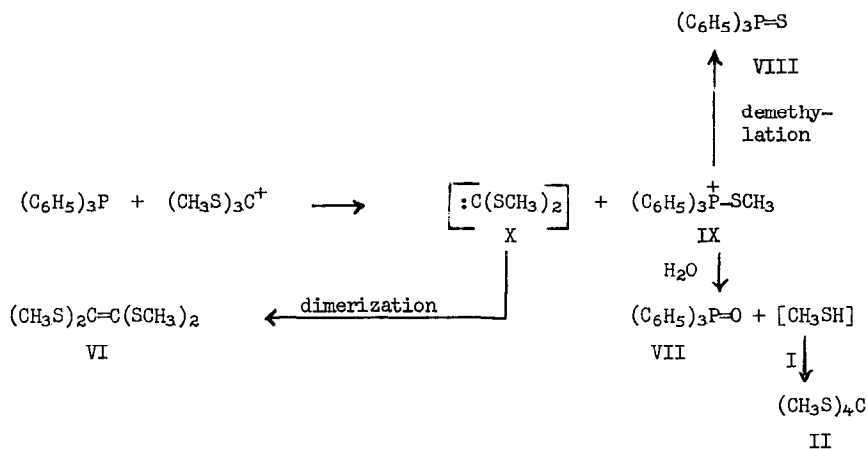 (C₆H₅)₃P=S
VIII
demethy-
lation
(C₆H₅)₃P + (CH₃S)₃C⁺ ⟶ [:C(SCH₃)₂] + (C₆H₅)₃P⁺-SCH₃
X
IX
H₂O
dimerization
(CH₃S)₂C=C(SCH₃)₂
VI
(C₆H₅)₃P=O + [CH₃SH]
VII
I
(CH₃S)₄C
II